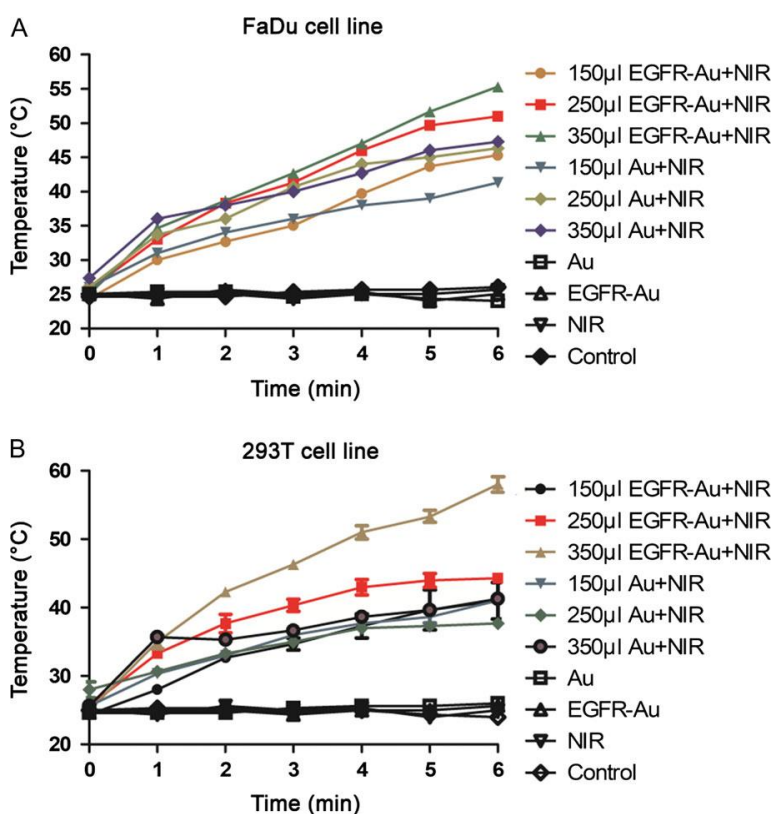 A
FaDu cell line
Temperature (°C)
60
55
50
45
40
35
30
25
20
0 1 2 3 4 5 6
Time (min)
150µl EGFR-Au+NIR
250µl EGFR-Au+NIR
350µl EGFR-Au+NIR
150µl Au+NIR
250µl Au+NIR
350µl Au+NIR
Au
EGFR-Au
NIR
Control
B
293T cell line
Temperature (°C)
60
50
40
30
20
0 1 2 3 4 5 6
Time (min)
150µl EGFR-Au+NIR
250µl EGFR-Au+NIR
350µl EGFR-Au+NIR
150µl Au+NIR
250µl Au+NIR
350µl Au+NIR
Au
EGFR-Au
NIR
Control